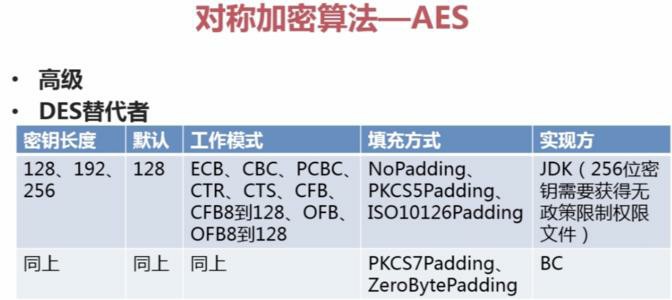 对称加密算法—AES
• 高级
• DES替代者
密钥长度 默认 工作模式 填充方式 实现方
128、192、 128 ECB、CBC、PCBC、 NoPadding、 JDK（256位密
256 CTR、CTS、CFB、 PKCS5Padding、 钥需要获得无
CFB8到128、OFB、 ISO10126Padding 政策限制权限
OFB8到128 文件）
同上 同上 同上 PKCS7Padding、 BC
ZeroBytePadding